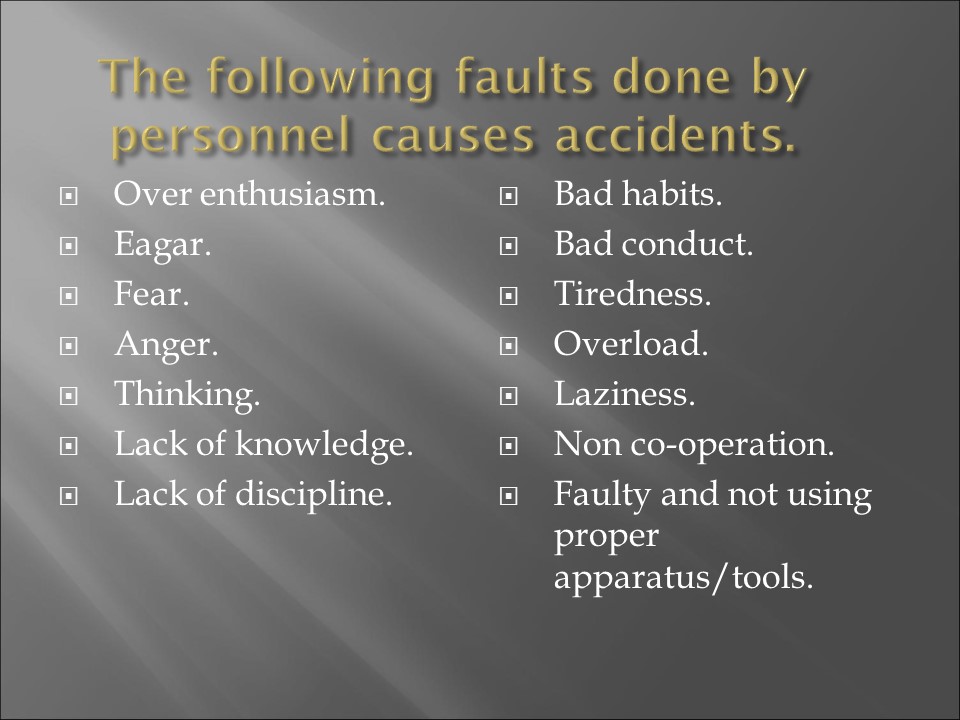 The following faults done by
personnel causes accidents.
Over enthusiasm.
Eagar.
Fear.
Anger.
Thinking.
Lack of knowledge.
Lack of discipline.
Bad habits.
Bad conduct.
Tiredness.
Overload.
Laziness.
Non co-operation.
Faulty and not using
proper
apparatus/tools.